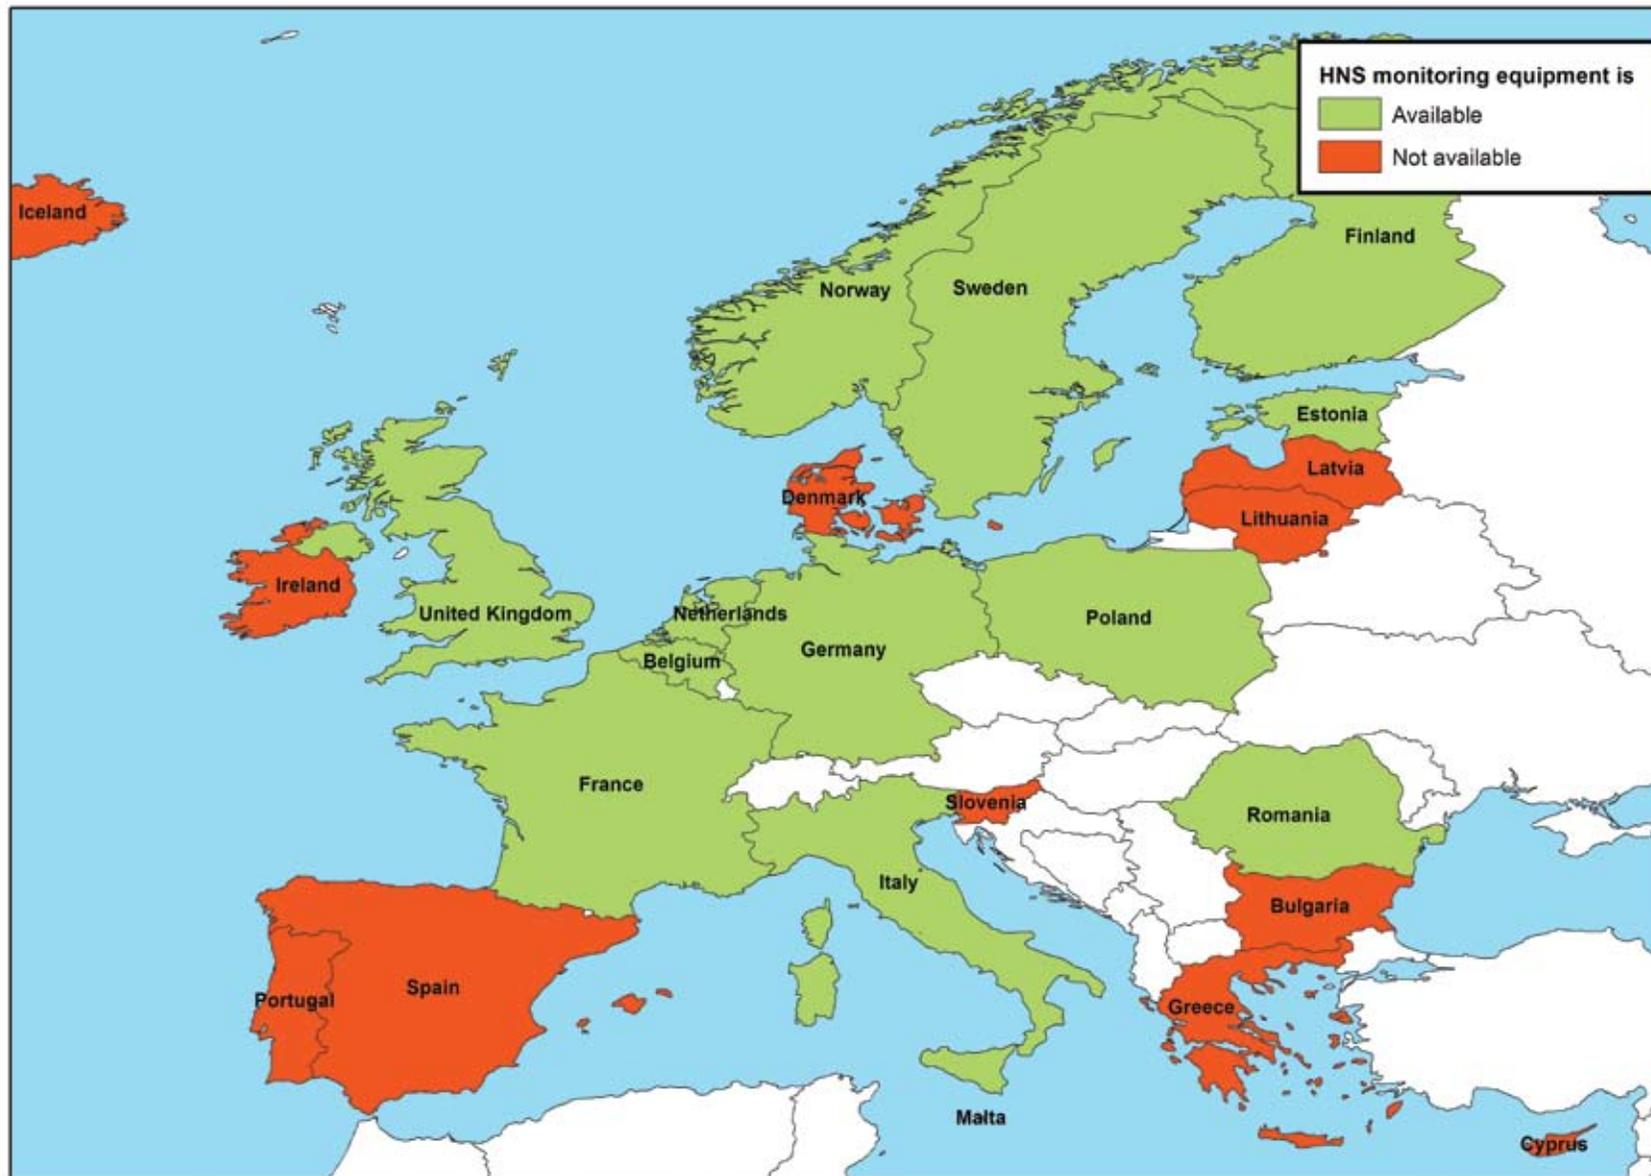 HNS monitoring equipment is
Available
Not available
Iceland
Finland
Norway
Sweden
Estonia
Latvia
Denmark
Lithuania
Ireland
United Kingdom
Netherlands
Poland
Germany
Belgium
France
Slovenia
Romania
Italy
Bulgaria
Spain
Portugal
Greece
Malta
Cyprus